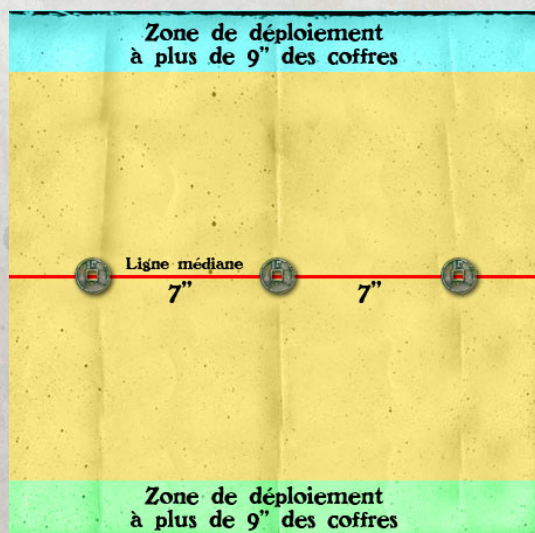 Zone de déploiement
à plus de 9” des coffres
Ligne médiane
7” 7”
Zone de déploiement
à plus de 9” des coffres